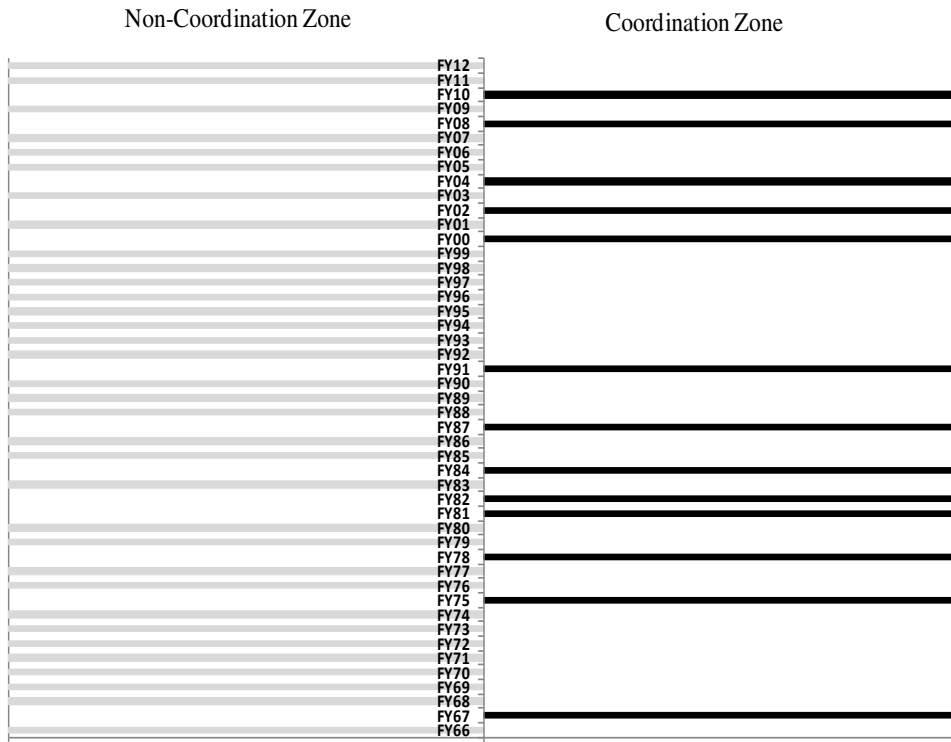 Non-Coordination Zone
Coordination Zone
FY12
FY11
FY10
FY09
FY08
FY07
FY06
FY05
FY04
FY03
FY02
FY01
FY00
FY99
FY98
FY97
FY96
FY95
FY94
FY93
FY92
FY91
FY90
FY89
FY88
FY87
FY86
FY85
FY84
FY83
FY82
FY81
FY80
FY79
FY78
FY77
FY76
FY75
FY74
FY73
FY72
FY71
FY70
FY69
FY68
FY67
FY66